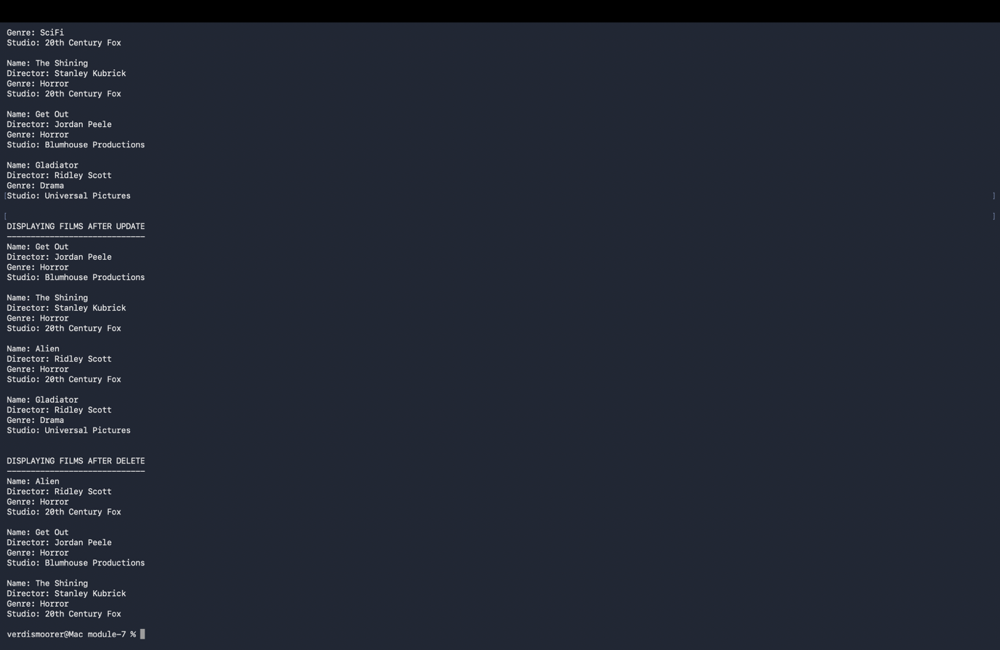 Genre: SciFi
Studio: 20th Century Fox
Name: The Shining
Director: Stanley Kubrick
Genre: Horror
Studio: 20th Century Fox
Name: Get Out
Director: Jordan Peele
Genre: Horror
Studio: Blumhouse Productions
Name: Gladiator
Director: Ridley Scott
Genre: Drama
[Studio: Universal Pictures ]
[ ]
DISPLAYING FILMS AFTER UPDATE
-----------------------------
Name: Get Out
Director: Jordan Peele
Genre: Horror
Studio: Blumhouse Productions
Name: The Shining
Director: Stanley Kubrick
Genre: Horror
Studio: 20th Century Fox
Name: Alien
Director: Ridley Scott
Genre: Horror
Studio: 20th Century Fox
Name: Gladiator
Director: Ridley Scott
Genre: Drama
Studio: Universal Pictures
DISPLAYING FILMS AFTER DELETE
-----------------------------
Name: Alien
Director: Ridley Scott
Genre: Horror
Studio: 20th Century Fox
Name: Get Out
Director: Jordan Peele
Genre: Horror
Studio: Blumhouse Productions
Name: The Shining
Director: Stanley Kubrick
Genre: Horror
Studio: 20th Century Fox
verdismoorer@Mac module-7 %